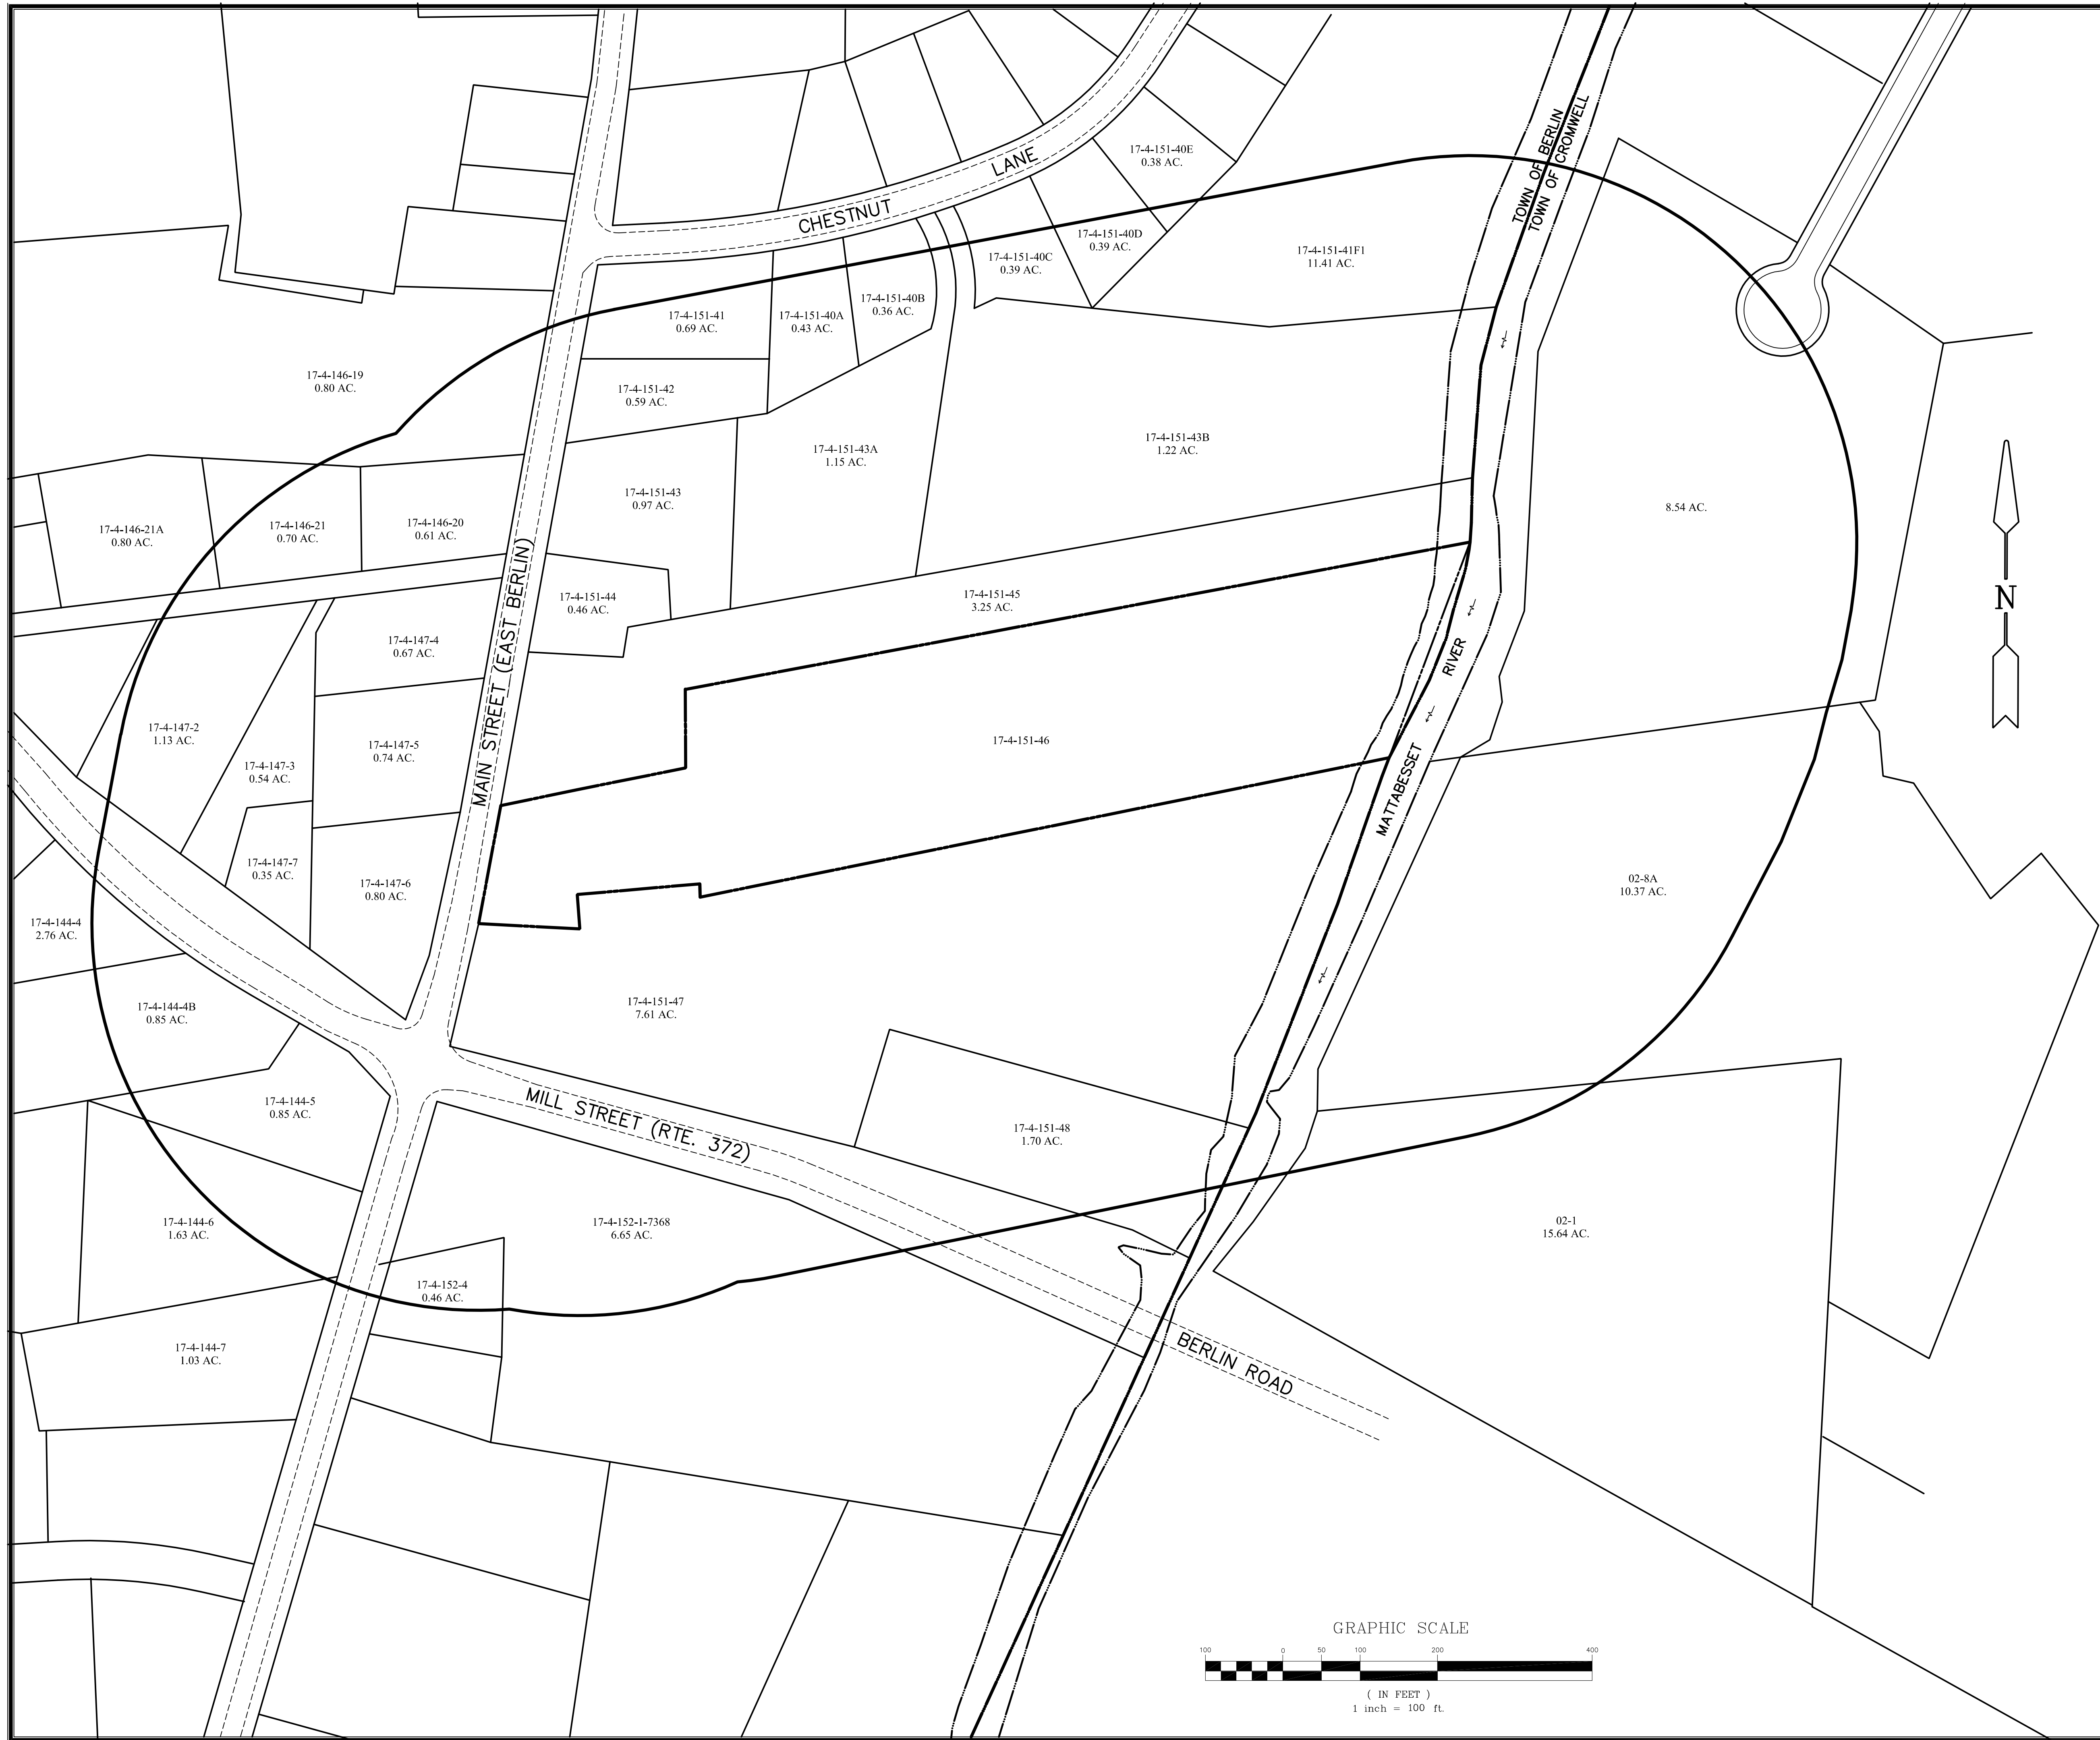 TOWN OF BERLIN
TOWN OF CROMWELL
LANE
CHESTNUT
17-4-151-40E
0.38 AC.
17-4-151-40D
0.39 AC.
17-4-151-40C
0.39 AC.
17-4-151-41F1
11.41 AC.
17-4-151-40B
0.36 AC.
17-4-151-40A
0.43 AC.
17-4-151-41
0.69 AC.
17-4-146-19
0.80 AC.
17-4-151-42
0.59 AC.
17-4-151-43A
1.15 AC.
17-4-151-43B
1.22 AC.
17-4-151-43
0.97 AC.
8.54 AC.
17-4-146-21A
0.80 AC.
17-4-146-21
0.70 AC.
17-4-146-20
0.61 AC.
17-4-151-44
0.46 AC.
17-4-151-45
3.25 AC.
N
17-4-147-4
0.67 AC.
MAIN STREET (EAST BERLIN)
RIVER
MATTABESSET
17-4-147-2
1.13 AC.
17-4-147-3
0.54 AC.
17-4-147-5
0.74 AC.
17-4-151-46
17-4-147-7
0.35 AC.
17-4-147-6
0.80 AC.
02-8A
10.37 AC.
17-4-144-4
2.76 AC.
17-4-144-4B
0.85 AC.
17-4-151-47
7.61 AC.
17-4-144-5
0.85 AC.
MILL STREET (RTE. 372)
17-4-151-48
1.70 AC.
17-4-144-6
1.63 AC.
17-4-152-1-7368
6.65 AC.
02-1
15.64 AC.
17-4-152-4
0.46 AC.
17-4-144-7
1.03 AC.
BERLIN ROAD
GRAPHIC SCALE
100 0 50 100 200 400
( IN FEET )
1 inch = 100 ft.